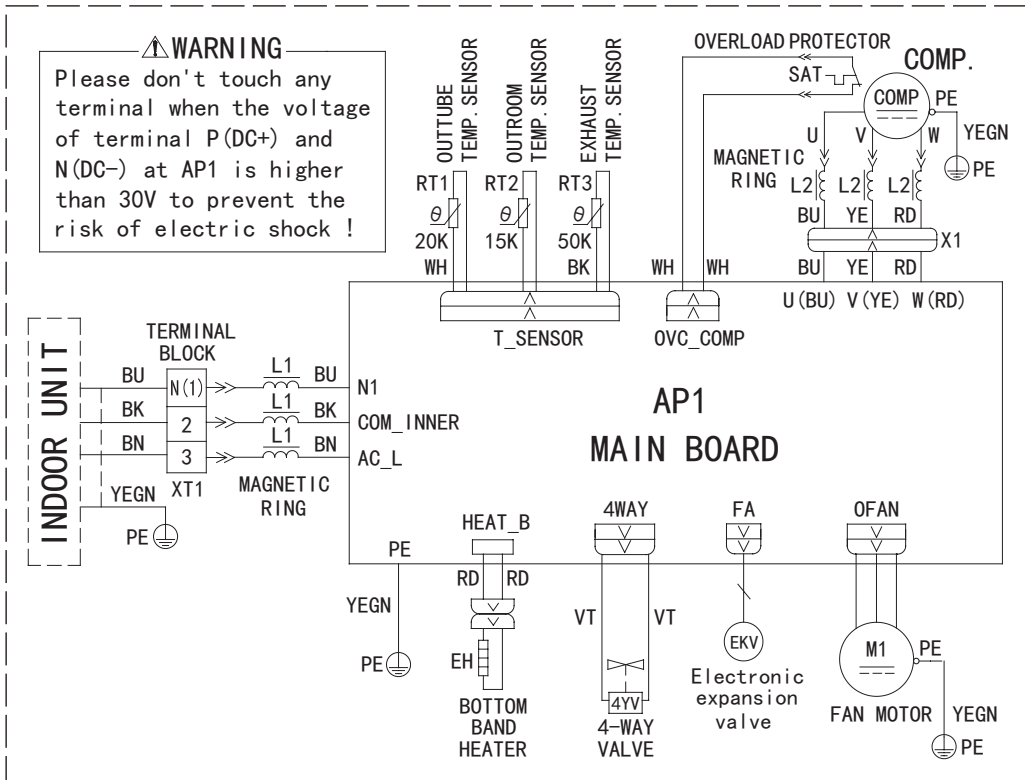 WARNING
Please don't touch any
terminal when the voltage
of terminal P(DC+) and
N(DC-) at AP1 is higher
than 30V to prevent the
risk of electric shock !
OUTTUBE
TEMP. SENSOR
OUTROOM
TEMP. SENSOR
EXHAUST
TEMP. SENSOR
RT1
RT2
RT3
θ
θ
θ
20K
15K
50K
WH
BK
T_SENSOR
OVERLOAD PROTECTOR
SAT
WH
WH
OVC_COMP
COMP.
COMP
PE
YEGN
PE
U
V
W
MAGNETIC
RING
L2
L2
L2
BU
YE
RD
X1
BU
YE
RD
U(BU)
V(YE)
W(RD)
INDOOR UNIT
TERMINAL
BLOCK
BU
N(1)
L1
BU
N1
BK
2
L1
BK
COM_INNER
BN
3
L1
BN
AC_L
XT1
MAGNETIC
RING
YEGN
PE
AP1
MAIN BOARD
PE
YEGN
PE
HEAT_B
RD
RD
EH
BOTTOM
BAND
HEATER
4WAY
VT
VT
4YV
4-WAY
VALVE
FA
EKV
Electronic
expansion
valve
OFAN
M1
PE
FAN MOTOR
YEGN
PE